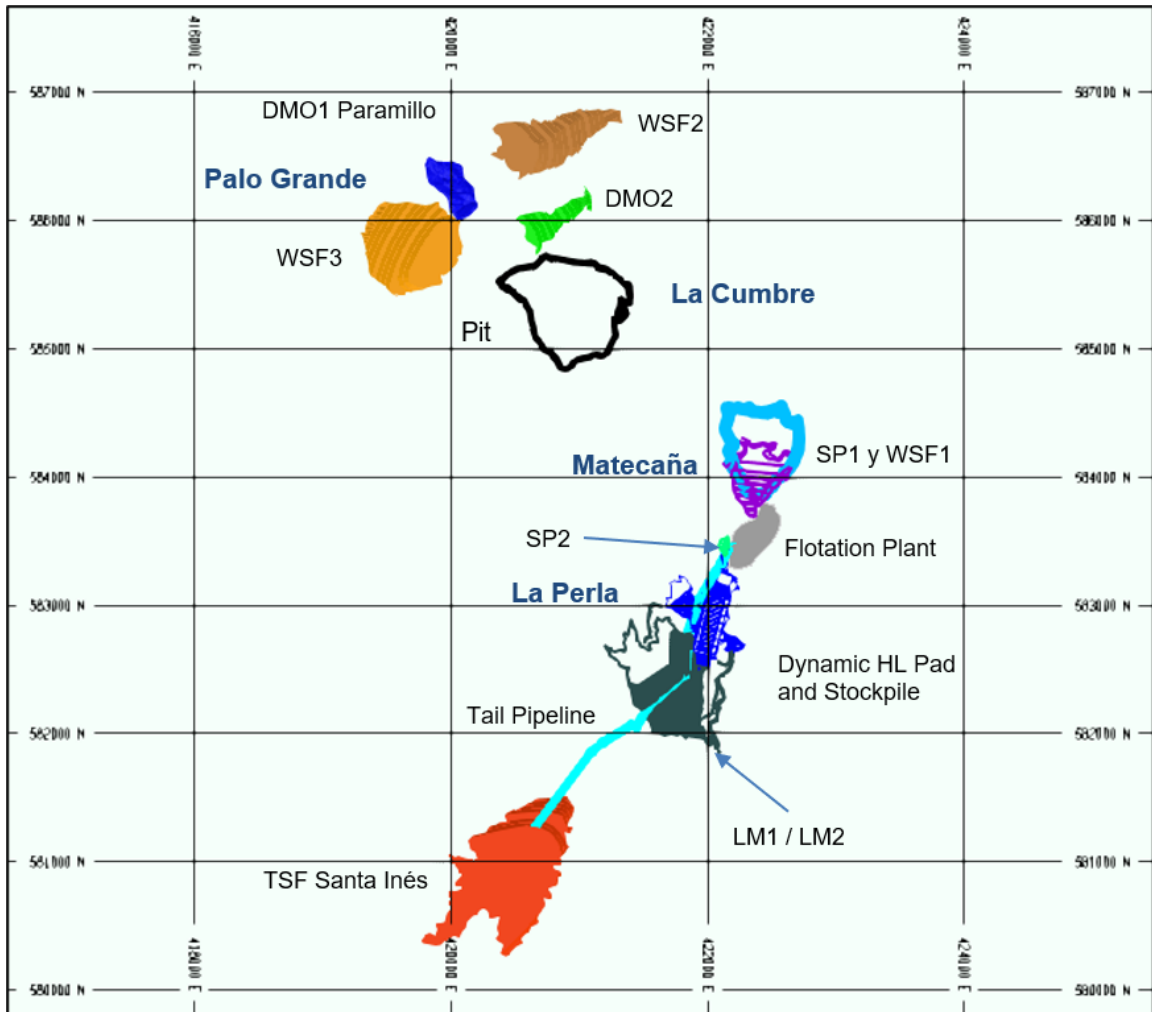 418000 E
420000 E
422000 E
424000 E
587000 N
587000 N
DMO1 Paramillo
WSF2
Palo Grande
DMO2
586000 N
586000 N
WSF3
La Cumbre
Pit
585000 N
585000 N
SP1 y WSF1
Matecaña
584000 N
584000 N
SP2
Flotation Plant
La Perla
583000 N
583000 N
Dynamic HL Pad
and Stockpile
Tail Pipeline
582000 N
582000 N
LM1 / LM2
581000 N
581000 N
TSF Santa Inés
418000 E
420000 E
422000 E
424000 E
580000 N
580000 N